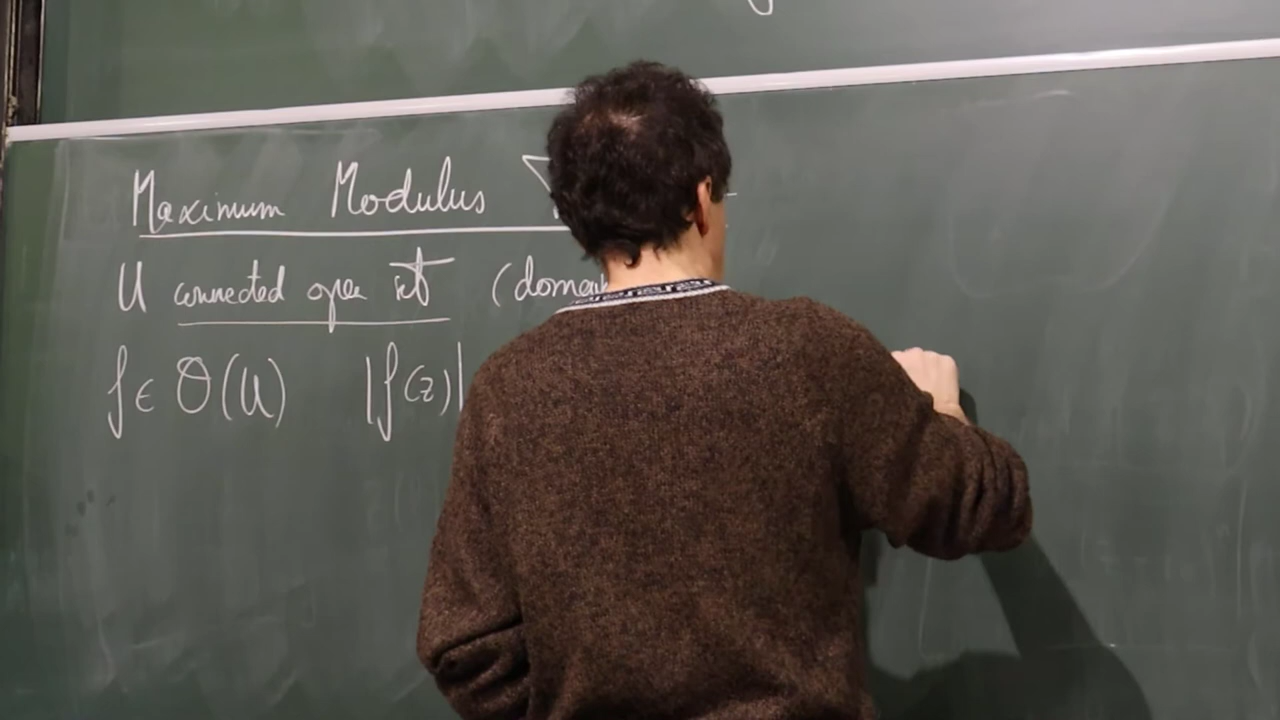 Maximum Modulus
U connected open set (domain
f ∈ O(U) |f(z)|